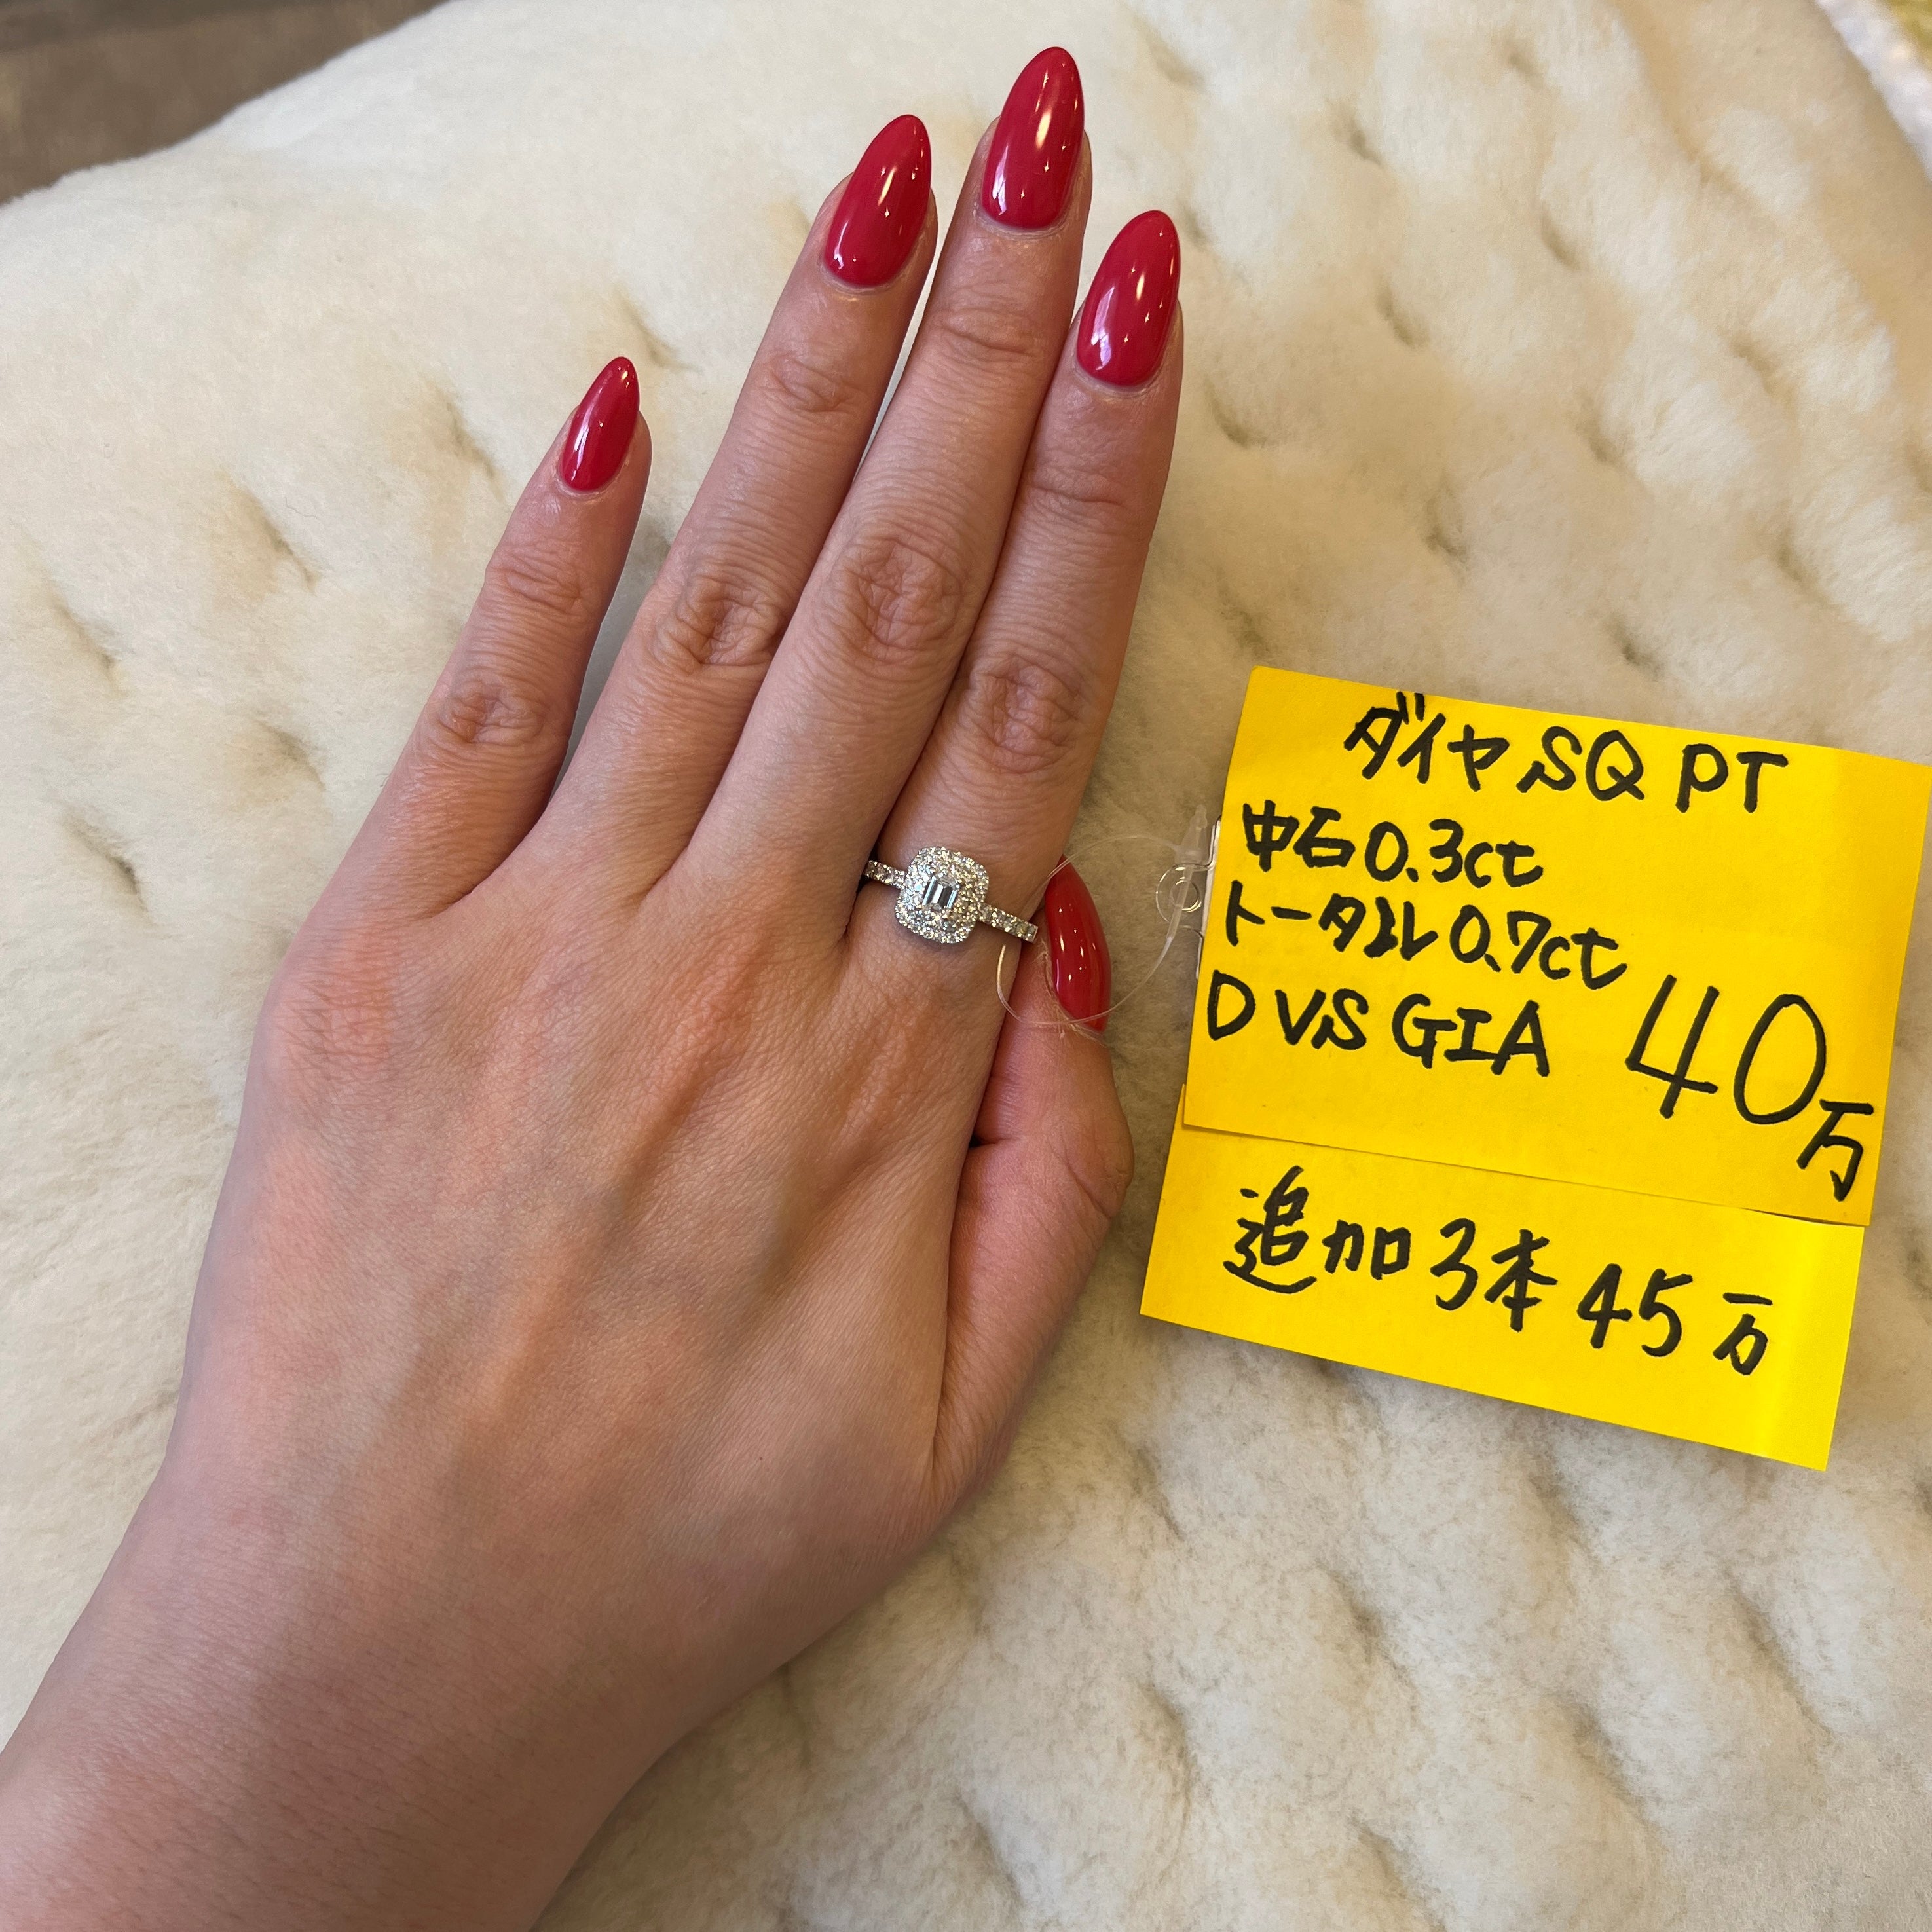 ダイヤSQ PT
中石0.3ct
トータル0.7ct
D VS GIA 40万
追加3本45万